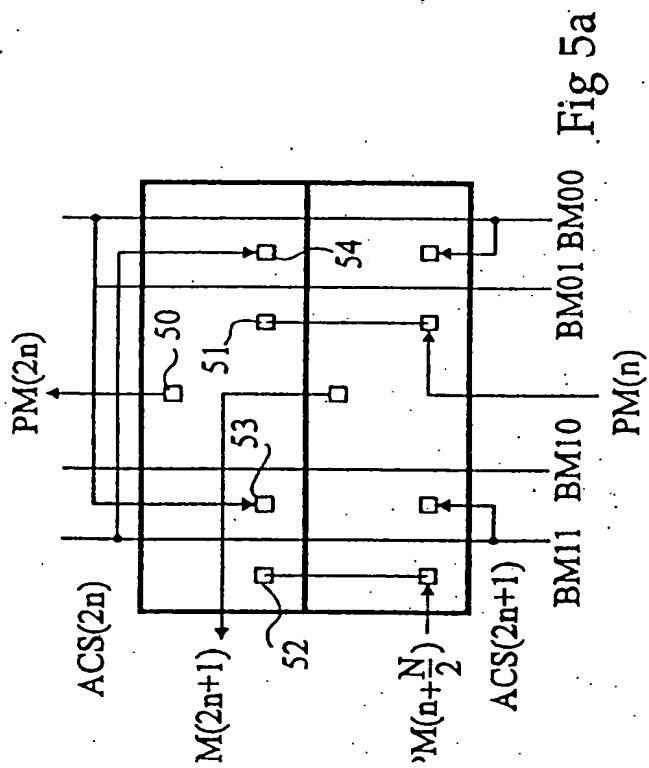 PM(2n)
ACS(2n)
50
51
53
54
52
M(2n+1)
PM(n+N/2)
ACS(2n+1)
BM11 BM10 BM01 BM00
PM(n)
Fig 5a